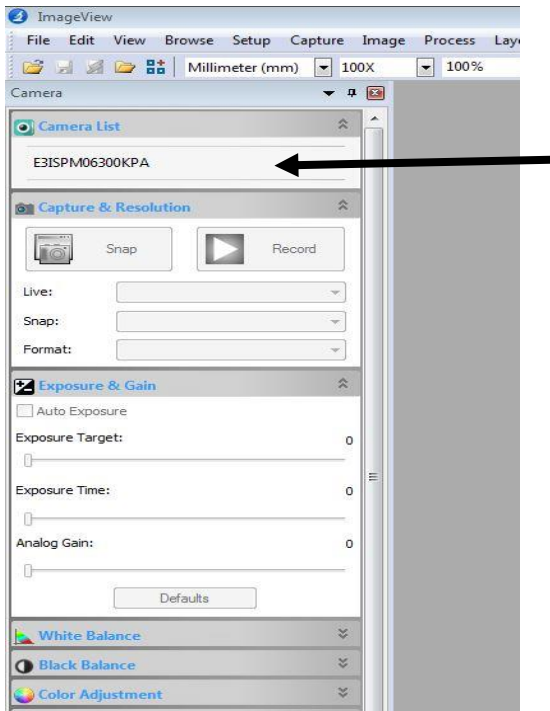 ImageView
File Edit View Browse Setup Capture Image Process Layo
Millimeter (mm) 100X 100%
Camera
Camera List
E3ISPM06300KPA
Capture & Resolution
Snap Record
Live:
Snap:
Format:
Exposure & Gain
Auto Exposure
Exposure Target: 0
Exposure Time: 0
Analog Gain: 0
Defaults
White Balance
Black Balance
Color Adjustment